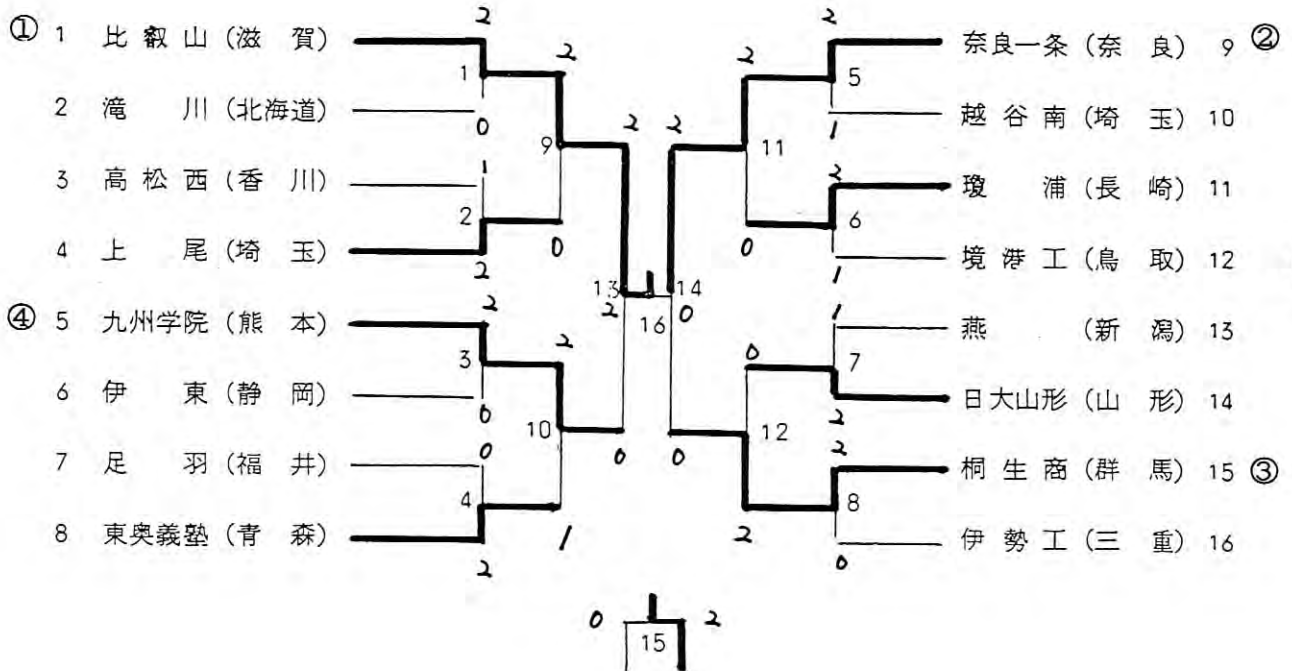 ① 1 比叡山 (滋賀)
2 滝川 (北海道)
3 高松西 (香川)
4 上尾 (埼玉)
④ 5 九州学院 (熊本)
6 伊東 (静岡)
7 足羽 (福井)
8 東奥義塾 (青森)
2
1
0
1
2
2
2
3
0
0
4
2
2
9
0
2
10
1
2
13
0
2 16 0
2
14
0
2
11
0
0
12
2
2
5
1
2
6
1
1
7
2
2
8
0
奈良一条 (奈良) 9 ②
越谷南 (埼玉) 10
瓊浦 (長崎) 11
境港工 (鳥取) 12
燕 (新潟) 13
日大山形 (山形) 14
桐生商 (群馬) 15 ③
伊勢工 (三重) 16
0 15 2